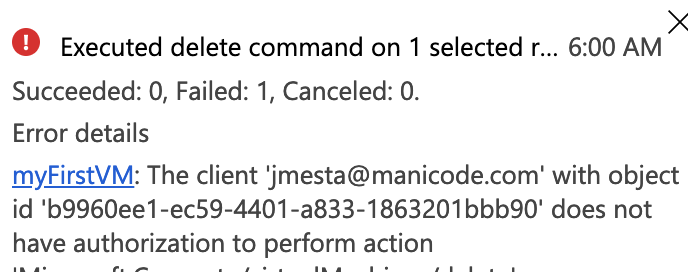 Executed delete command on 1 selected r... 6:00 AM
Succeeded: 0, Failed: 1, Canceled: 0.
Error details
myFirstVM: The client 'jmesta@manicode.com' with object
id 'b9960ee1-ec59-4401-a833-1863201bbb90' does not
have authorization to perform action